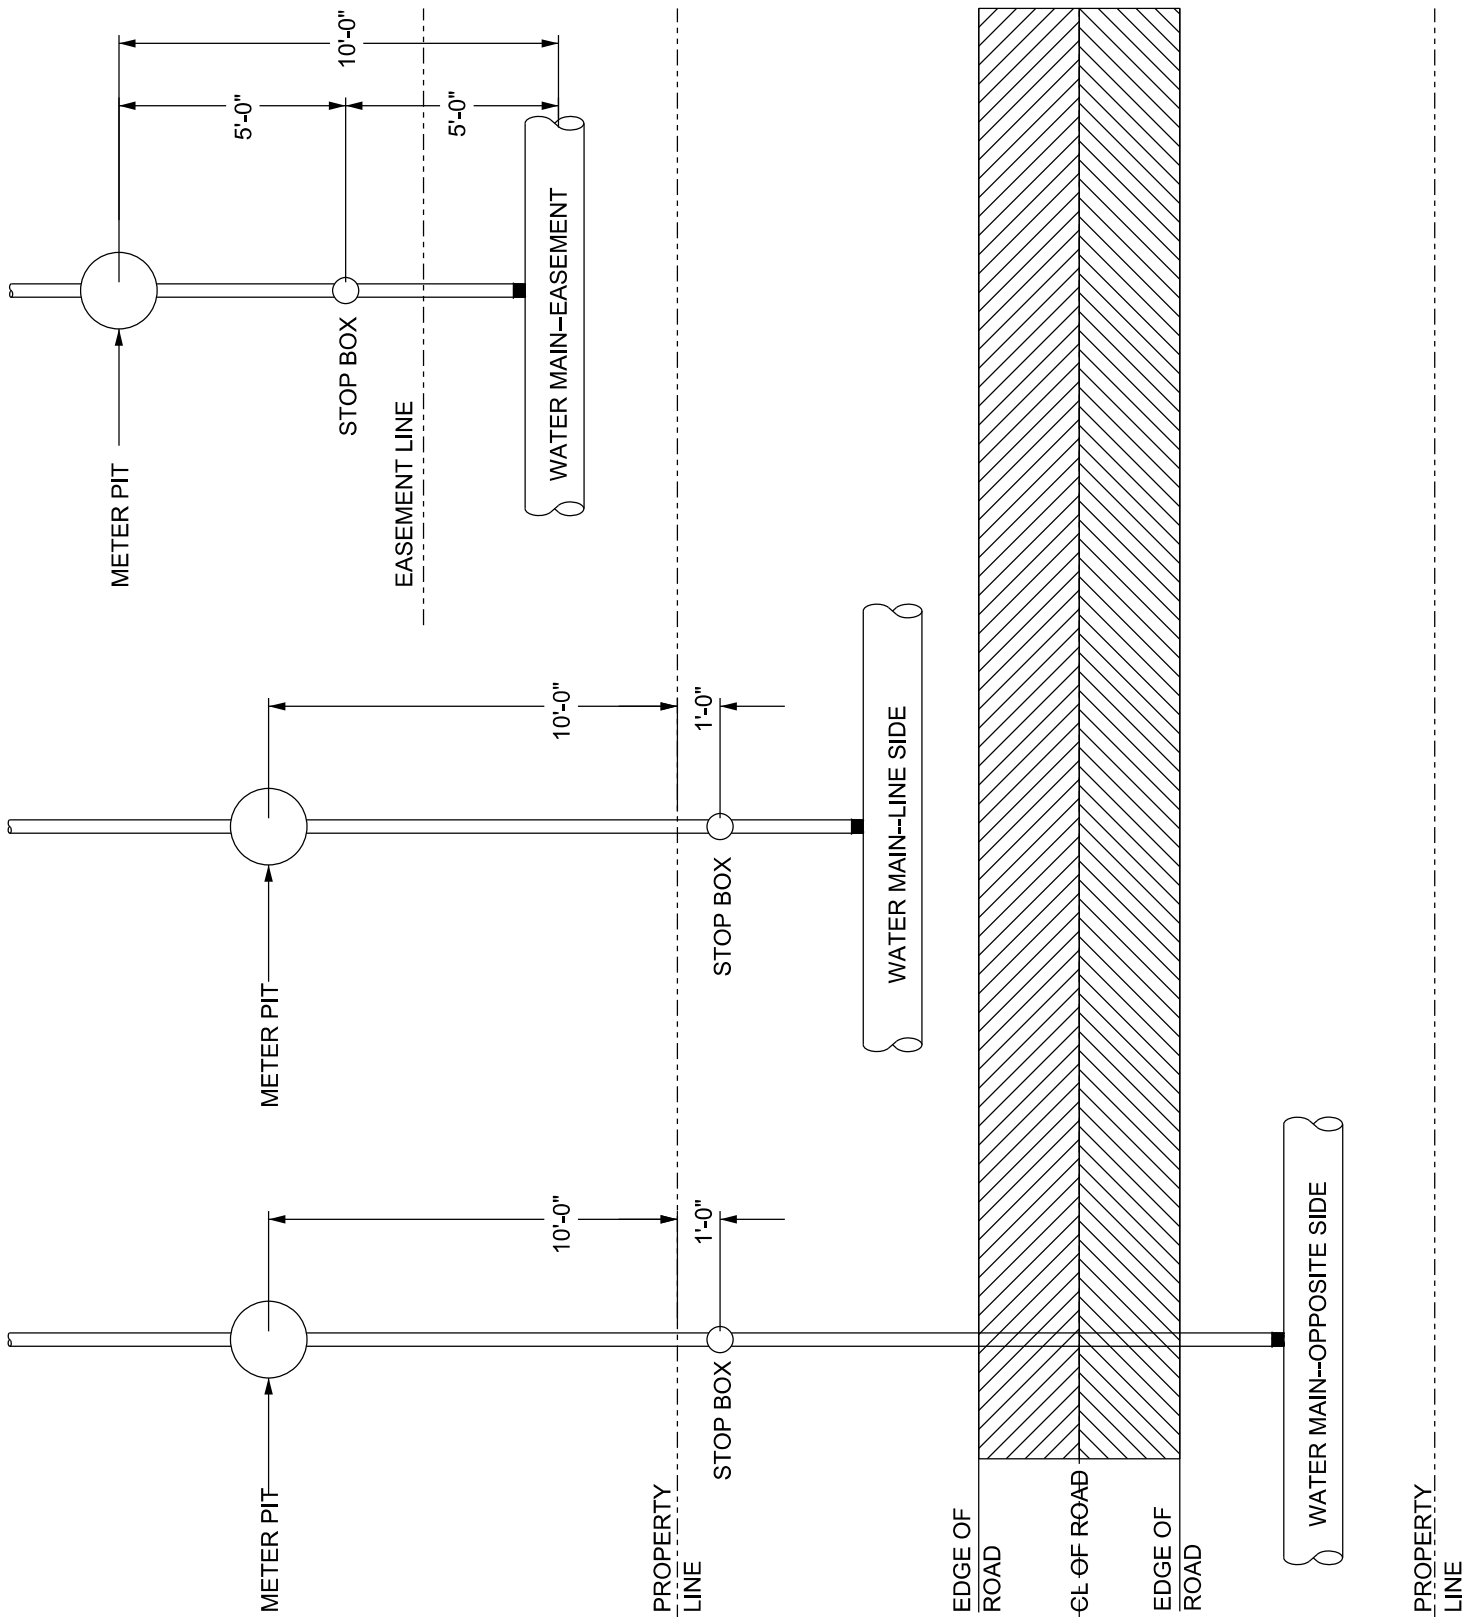 METER PIT
10'-0"
PROPERTY
LINE
1'-0"
STOP BOX
EDGE OF
ROAD
CL OF ROAD
EDGE OF
ROAD
WATER MAIN--OPPOSITE SIDE
PROPERTY
LINE
METER PIT
10'-0"
1'-0"
STOP BOX
WATER MAIN--LINE SIDE
METER PIT
10'-0"
5'-0"
5'-0"
STOP BOX
EASEMENT LINE
WATER MAIN--EASEMENT